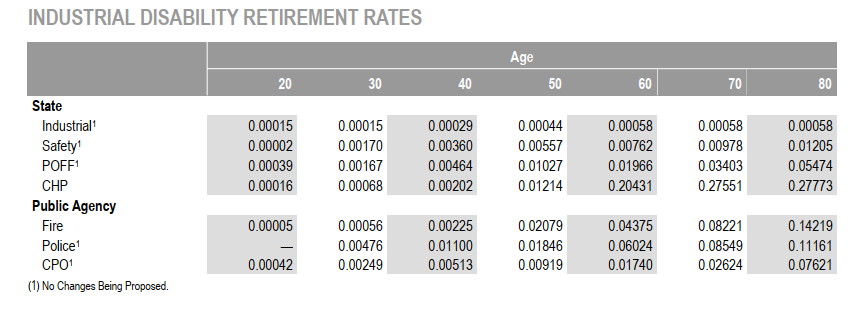 INDUSTRIAL DISABILITY RETIREMENT RATES
Age
20 30 40 50 60 70 80
State
Industrial¹ 0.00015 0.00015 0.00029 0.00044 0.00058 0.00058 0.00058
Safety¹ 0.00002 0.00170 0.00360 0.00557 0.00762 0.00978 0.01205
POFF¹ 0.00039 0.00167 0.00464 0.01027 0.01966 0.03403 0.05474
CHP 0.00016 0.00068 0.00202 0.01214 0.20431 0.27551 0.27773
Public Agency
Fire 0.00005 0.00056 0.00225 0.02079 0.04375 0.08221 0.14219
Police¹ — 0.00476 0.01100 0.01846 0.06024 0.08549 0.11161
CPO¹ 0.00042 0.00249 0.00513 0.00919 0.01740 0.02624 0.07621
(1) No Changes Being Proposed.